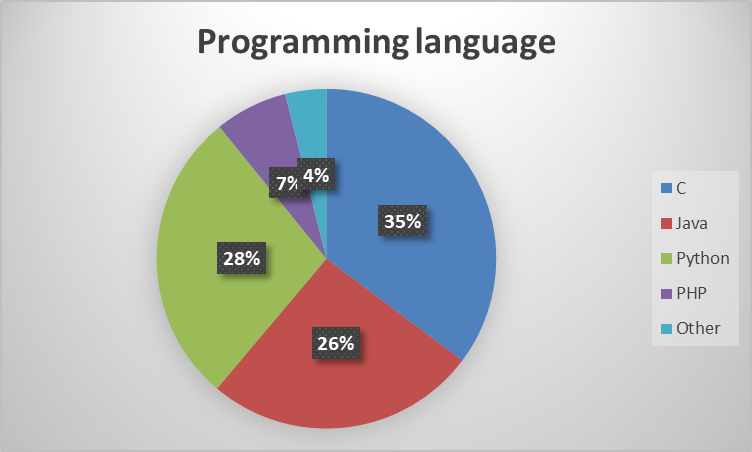 Programming language
35%
26%
28%
7%
4%
C
Java
Python
PHP
Other